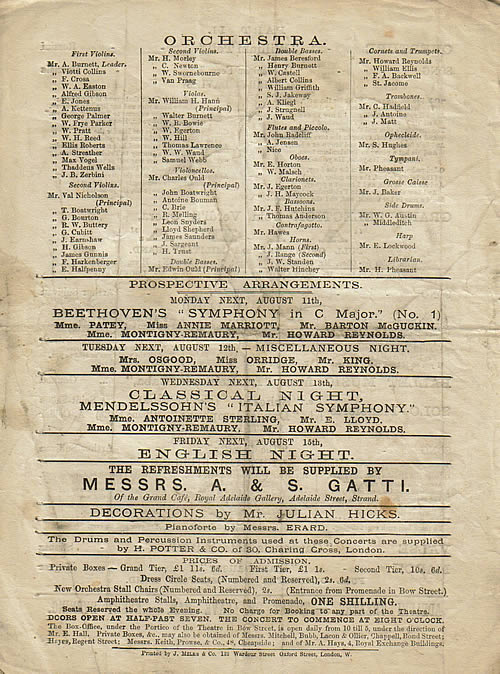 ORCHESTRA.
First Violins.
Mr. A. Burnett, Leader.
„ Viotti Collins
„ F. Cross
„ W. A. Easton
„ Alfred Gibson
„ E. Jones
„ A. Kettenus
„ George Palmer
„ W. Frye Parker
„ W. Pratt
„ W. H. Reed
„ Ellis Roberts
„ A. Streather
„ Max Vogel
„ Thaddeus Wells
„ J. B. Zerbini
Second Violins.
Mr. Val Nicholson
(Principal)
„ T. Boatwright
„ G. Bourton
„ R. W. Buttery
„ G. Cubitt
„ J. Earnshaw
„ H. Gibson
„ James Gunnis
„ F. Harkenberger
„ E. Halfpenny
Second Violins.
Mr. H. Morley
„ C. Newton
„ W. Swornebourne
„ Van Praag
Violas.
Mr. William H. Hann
(Principal)
„ Walter Burnett
„ W. R. Bowie
„ W. Egerton
„ W. Hill
„ Thomas Lawrence
„ W. W. Waud
„ Samuel Webb
Violoncellos.
Mr. Charles Ould
(Principal)
„ John Boatwright
„ Antoine Bouman
„ C. Brie
„ R. Melling
„ Leon Snyders
„ Lloyd Shepherd
„ James Saunders
„ J. Sargeant
„ H. Trust
Double Basses.
Mr. Edwin Ould (Principal)
Double Basses.
Mr. James Beresford
„ Henry Burnett
„ W. Castell
„ Albert Collins
„ William Griffith
„ S. J. Jakeway
„ A. Kliegl
„ J. Strugnell
„ J. Waud
Flutes and Piccolo.
Mr. John Radcliff
„ A. Jensen
„ Nice
Oboes.
Mr. E. Horton
„ W. Malsch
Clarionets.
Mr. J. Egerton
„ J. H. Maycock
Bassoons.
Mr. J. F. Hutchins
„ Thomas Anderson
Contrafagotto.
Mr. Hawes
Horns.
Mr. J. Mann (First)
„ J. Range (Second)
„ J. W. Standen
„ Walter Hinchey
Cornets and Trumpets.
Mr. Howard Reynolds
„ William Ellis
„ F. A. Backwell
„ St. Jacome
Trombones.
Mr. C. Hadfield
„ J. Antoine
„ J. Matt
Ophecleide.
Mr. S. Hughes
Tympani.
Mr. Pheasant
Grosse Caisse
Mr. J. Baker
Side Drums.
Mr. W. G. Austin
„ Middleditch
Harp
Mr. E. Lockwood
Librarian.
Mr. H. Pheasant
PROSPECTIVE ARRANGEMENTS.
MONDAY NEXT, AUGUST 11th,
BEETHOVEN'S "SYMPHONY in C Major." (No. 1)
Mme. PATEY, Miss ANNIE MARRIOTT, Mr. BARTON McGUCKIN.
Mme. MONTIGNY-REMAURY, Mr. HOWARD REYNOLDS.
TUESDAY NEXT, AUGUST 12th,—MISCELLANEOUS NIGHT.
Mrs. OSGOOD, Miss ORRIDGE, Mr. KING,
Mme. MONTIGNY-REMAURY, Mr. HOWARD REYNOLDS.
WEDNESDAY NEXT, AUGUST 13th,
CLASSICAL NIGHT,
MENDELSSOHN'S "ITALIAN SYMPHONY."
Mme. ANTOINETTE STERLING, Mr. E. LLOYD,
Mme. MONTIGNY-REMAURY, Mr. HOWARD REYNOLDS.
FRIDAY NEXT, AUGUST 15th,
ENGLISH NIGHT.
THE REFRESHMENTS WILL BE SUPPLIED BY
MESSRS. A. & S. GATTI.
Of the Grand Café, Royal Adelaide Gallery, Adelaide Street, Strand.
DECORATIONS by Mr. JULIAN HICKS.
Pianoforte by Messrs. ERARD.
The Drums and Percussion Instruments used at these Concerts are supplied
by H. POTTER & CO. of 30, Charing Cross, London.
PRICES OF ADMISSION.
Private Boxes — Grand Tier, £1 11s. 6d. First Tier, £1 1s. Second Tier, 10s. 6d.
Dress Circle Seats, (Numbered and Reserved), 2s. 6d.
New Orchestra Stall Chairs (Numbered and Reserved), 2s. (Entrance from Promenade in Bow Street.)
Amphitheatre Stalls, Amphitheatre, and Promenade, ONE SHILLING.
Seats Reserved the whole Evening. No Charge for Booking to any part of the Theatre.
DOORS OPEN AT HALF-PAST SEVEN. THE CONCERT TO COMMENCE AT EIGHT O'CLOCK.
The Box-Office, under the Portico of the Theatre in Bow Street, is open daily from 10 till 5, under the direction of
Mr. E. Hall. Private Boxes, &c. may also be obtained of Messrs. Mitchell, Bubb, Lacon & Ollier, Chappell, Bond Street;
Hayes, Regent Street; Messrs. Keith, Prowse, & Co., 48, Cheapside; and of Mr. A. Hays, 4, Royal Exchange Buildings.
Printed by J. MILES & Co. 122 Wardour Street Oxford Street, London, W.